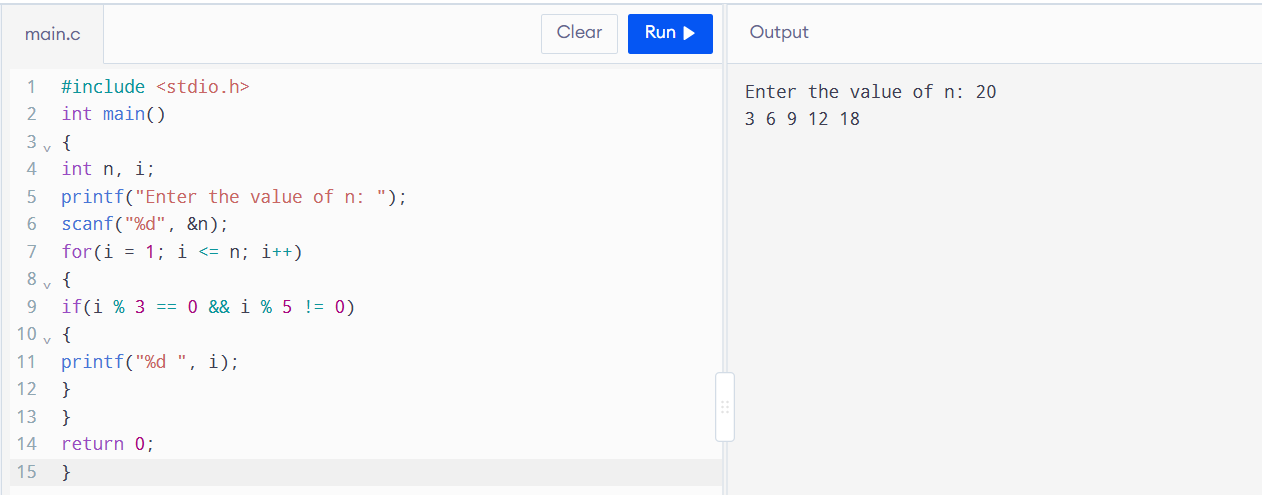 main.c
Clear
Run
1 #include <stdio.h>
2 int main()
3 {
4 int n, i;
5 printf("Enter the value of n: ");
6 scanf("%d", &n);
7 for(i = 1; i <= n; i++)
8 {
9 if(i % 3 == 0 && i % 5 != 0)
10 {
11 printf("%d ", i);
12 }
13 }
14 return 0;
15 }
Output
Enter the value of n: 20
3 6 9 12 18